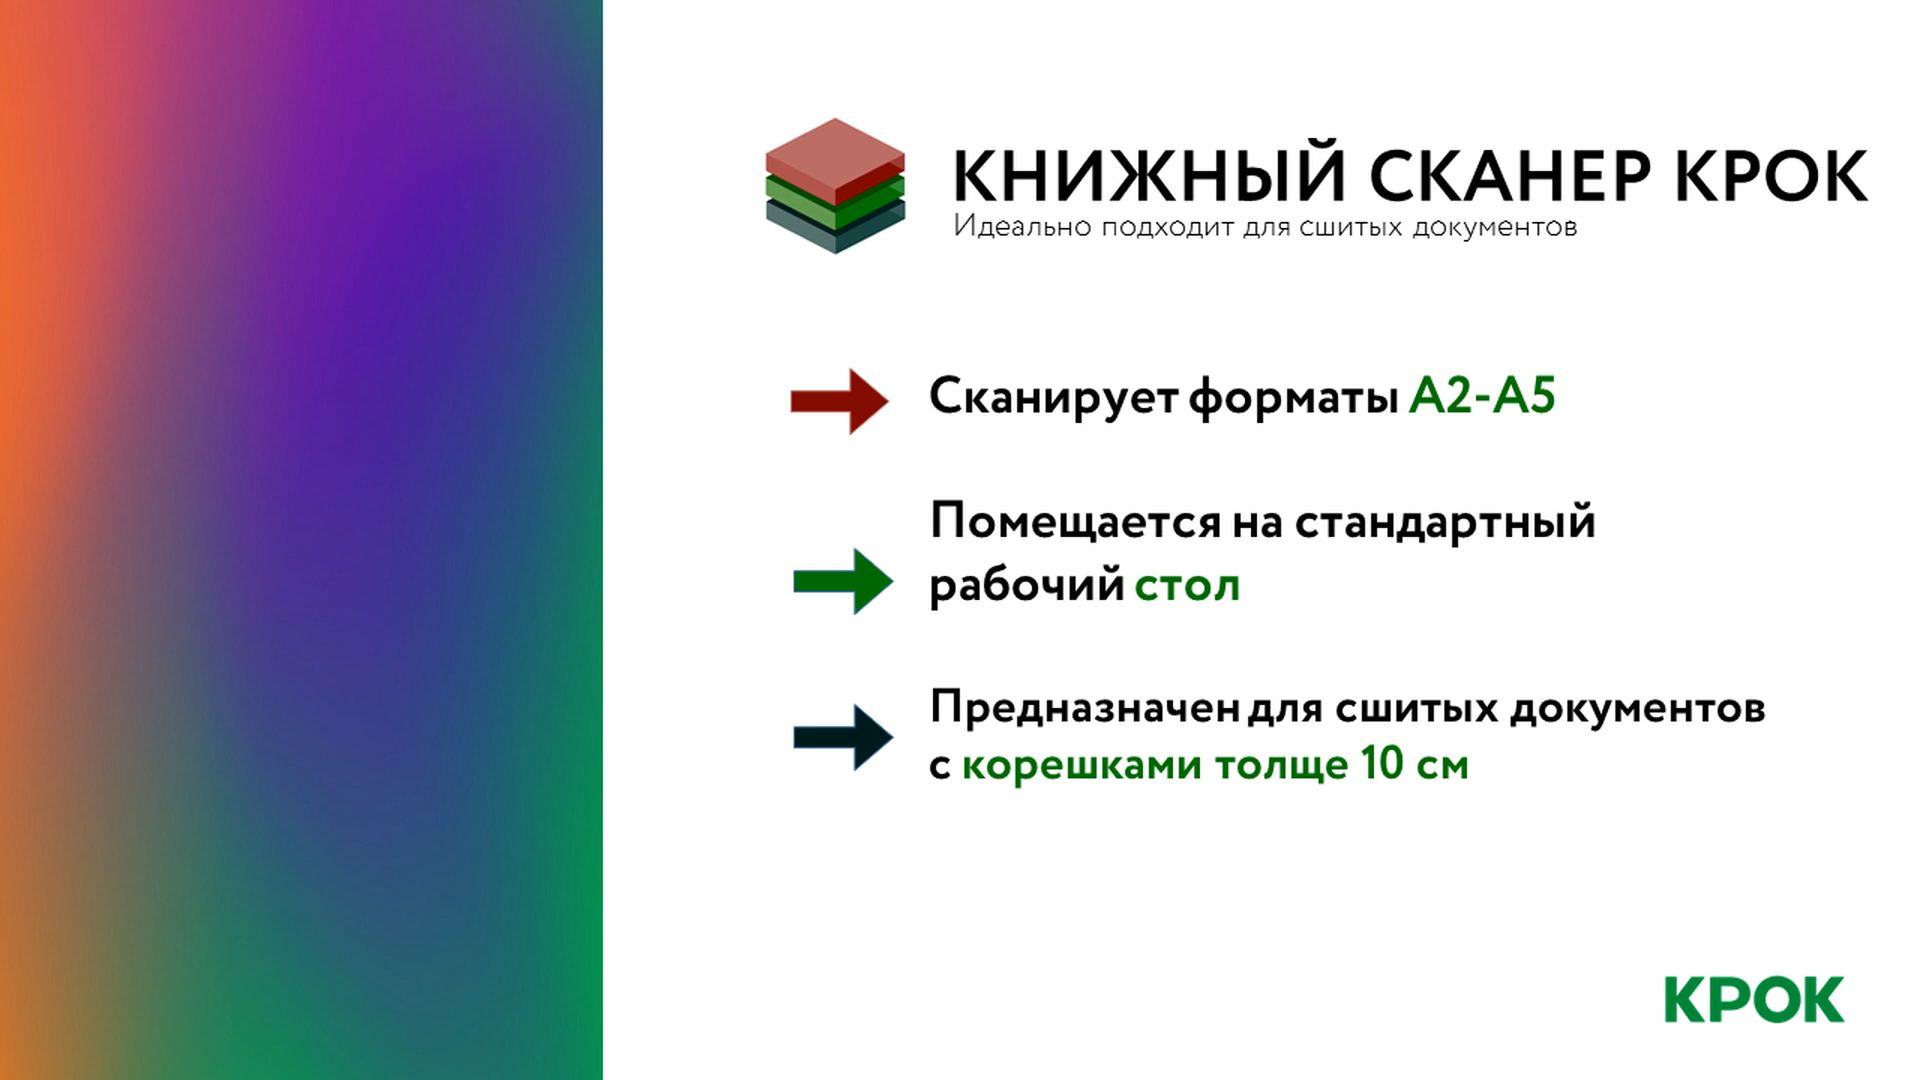 КНИЖНЫЙ СКАНЕР КРОК
Идеально подходит для сшитых документов
Сканирует форматы А2-А5
Помещается на стандартный
рабочий стол
Предназначен для сшитых документов
с корешками толще 10 см
КРОК